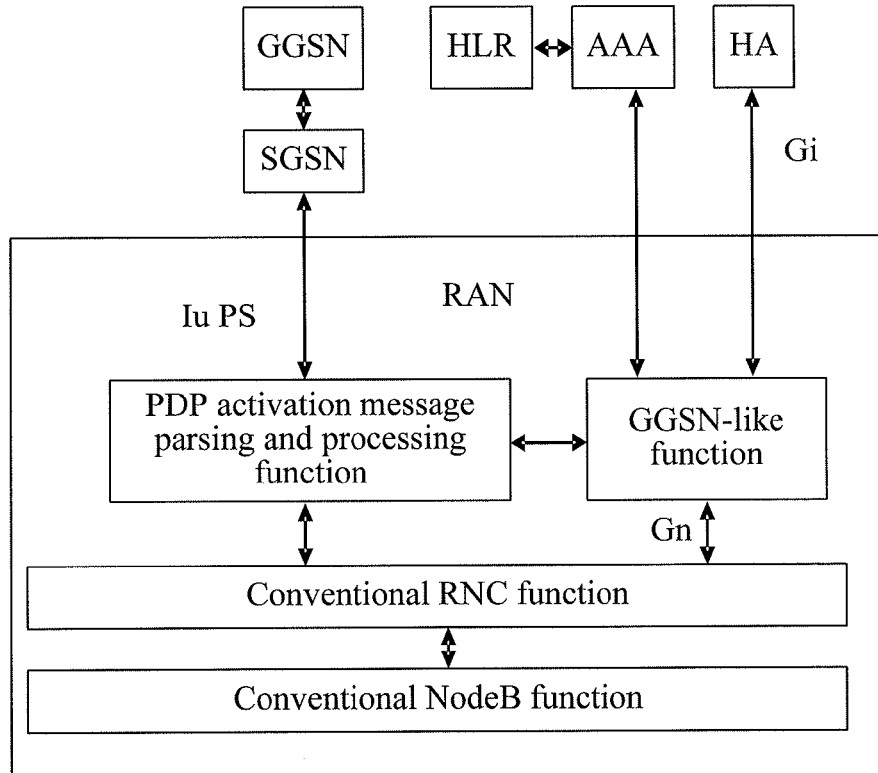 GGSN
HLR
AAA
HA
SGSN
Gi
Iu PS
RAN
PDP activation message
parsing and processing
function
GGSN-like
function
Gn
Conventional RNC function
Conventional NodeB function